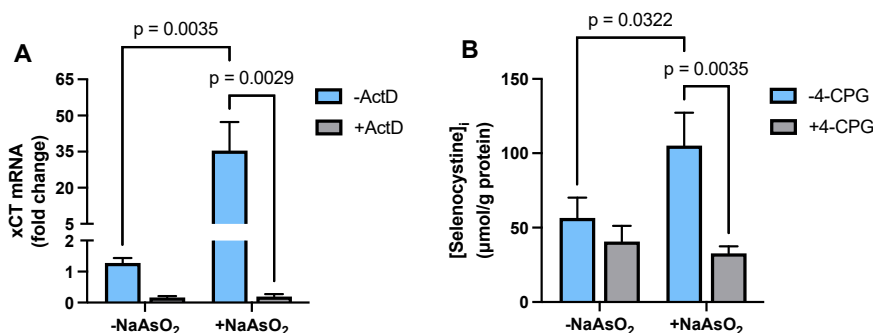 A
p = 0.0035
p = 0.0029
xCT mRNA
(fold change)
65
50
35
20
5
2
1
0
-NaAsO₂
+NaAsO₂
-ActD
+ActD
B
p = 0.0322
p = 0.0035
[Selenocystine]ᵢ
(μmol/g protein)
150
100
50
0
-NaAsO₂
+NaAsO₂
-4-CPG
+4-CPG